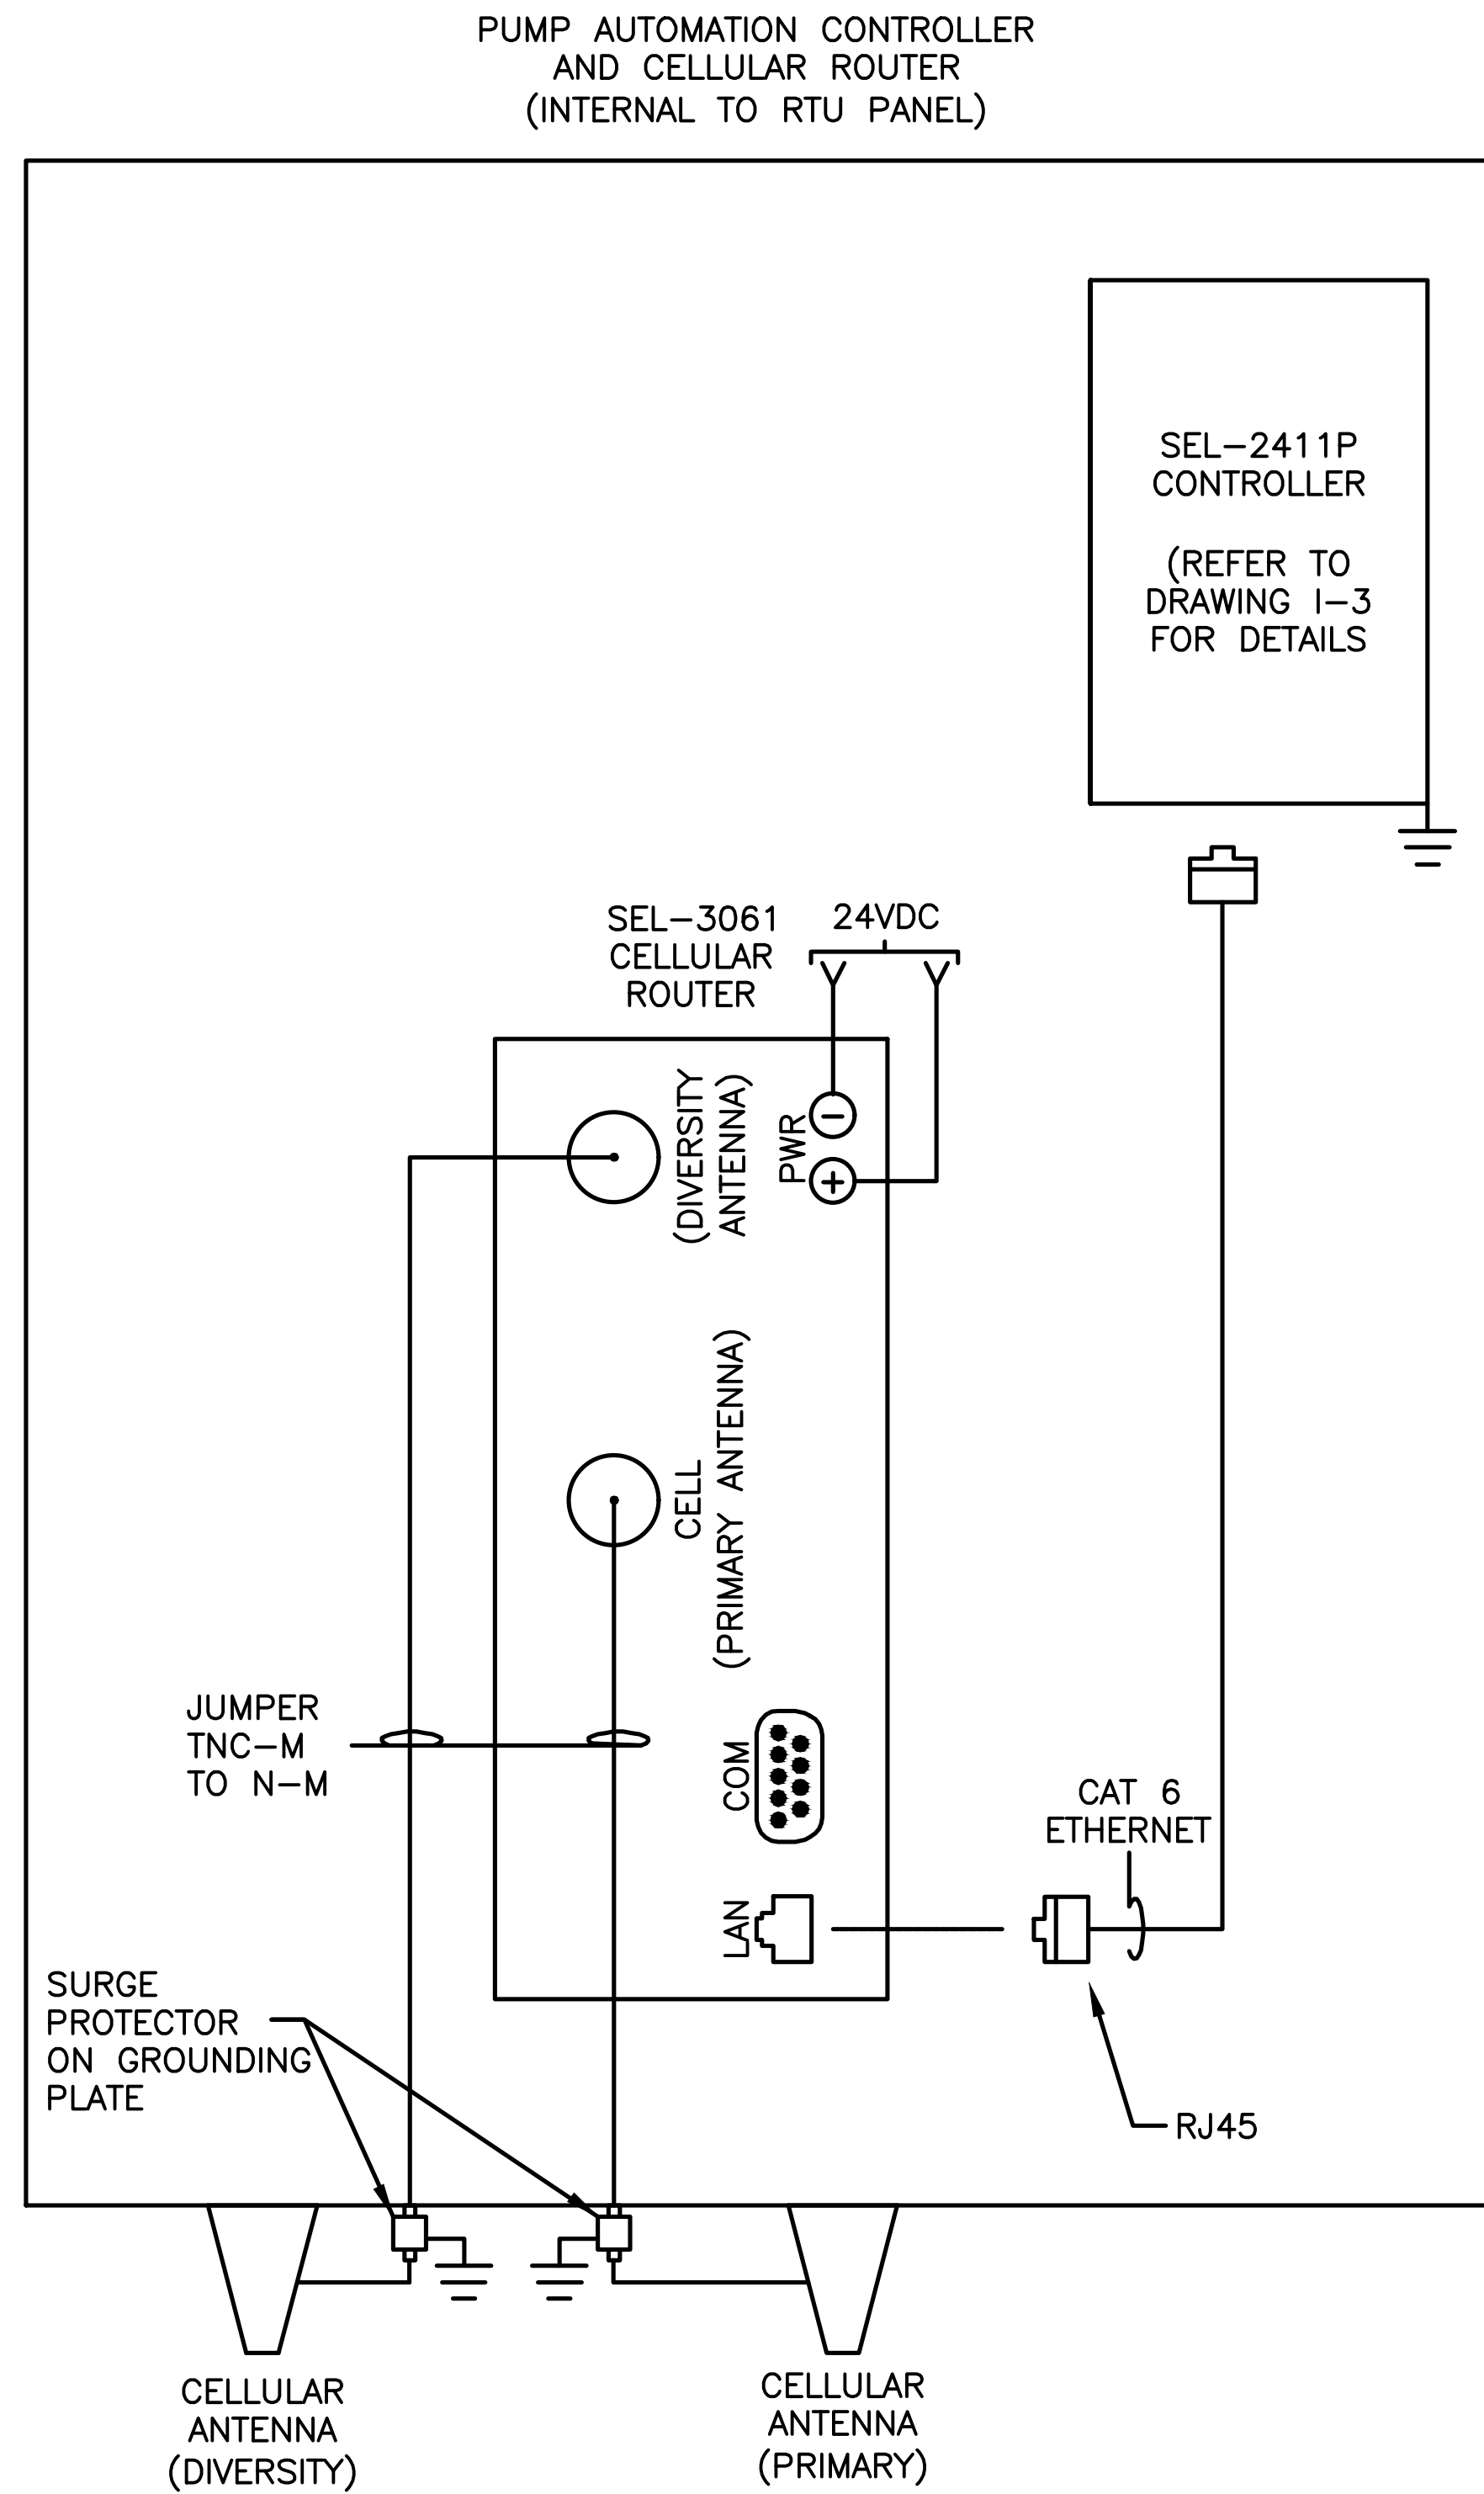 PUMP AUTOMATION CONTROLLER
AND CELLULAR ROUTER
(INTERNAL TO RTU PANEL)
SEL-2411P
CONTROLLER
(REFER TO
DRAWING I-3
FOR DETAILS
SEL-3061
CELLULAR
ROUTER
24VDC
(DIVERSITY
ANTENNA)
PWR
-
+
CELL
(PRIMARY ANTENNA)
JUMPER
TNC-M
TO N-M
COM
CAT 6
ETHERNET
LAN
SURGE
PROTECTOR
ON GROUNDING
PLATE
RJ45
CELLULAR
ANTENNA
(DIVERSITY)
CELLULAR
ANTENNA
(PRIMARY)